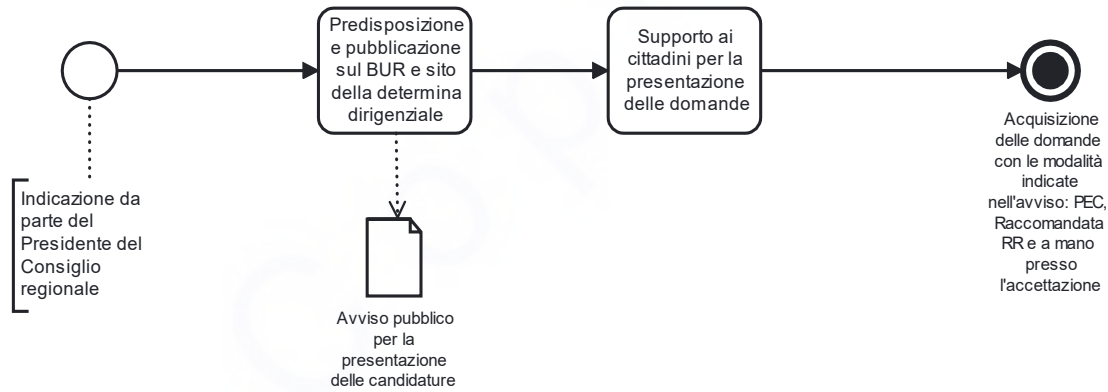 Predisposizione
e pubblicazione
sul BUR e sito
della determina
dirigenziale
Supporto ai
cittadini per la
presentazione
delle domande
Acquisizione
delle domande
con le modalità
indicate
nell'avviso: PEC,
Raccomandata
RR e a mano
presso
l'accettazione
Indicazione da
parte del
Presidente del
Consiglio
regionale
Avviso pubblico
per la
presentazione
delle candidature